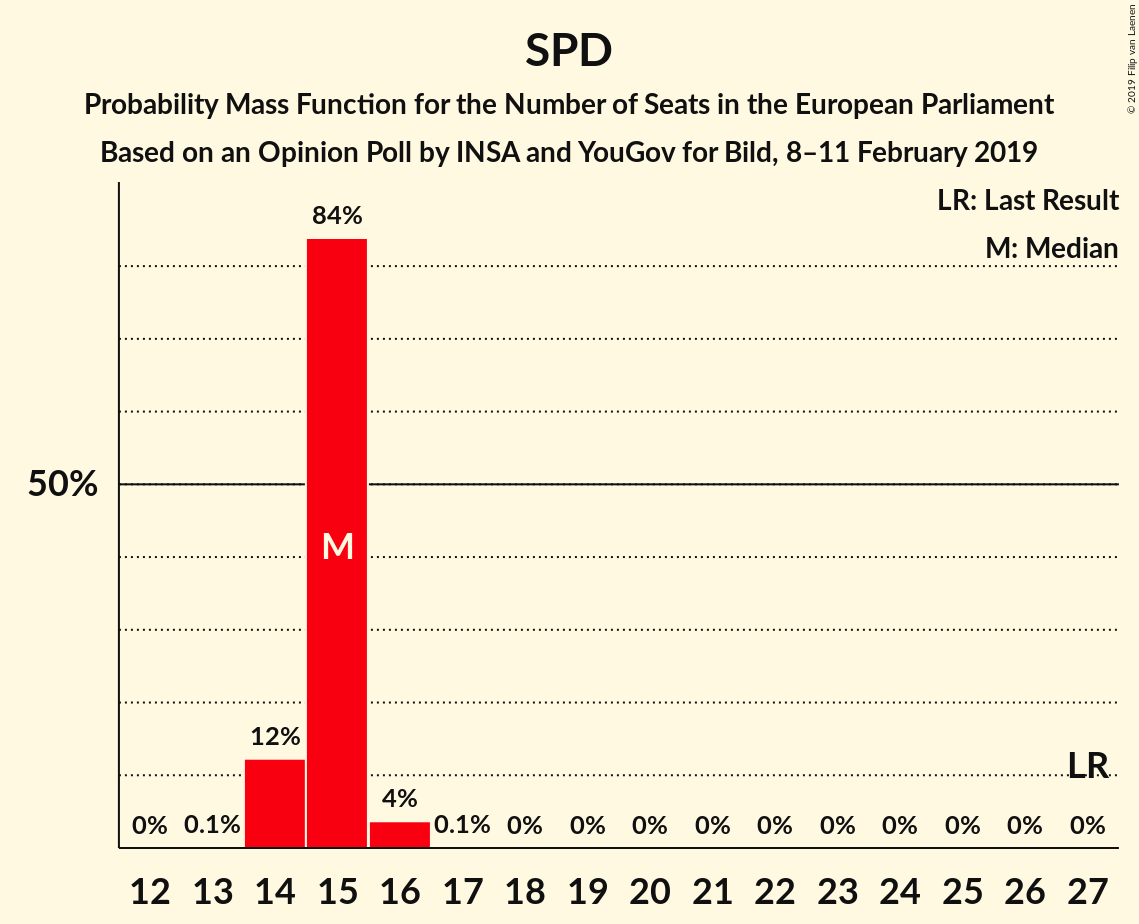 SPD
Probability Mass Function for the Number of Seats in the European Parliament
Based on an Opinion Poll by INSA and YouGov for Bild, 8–11 February 2019
© 2019 Filip van Laenen
LR: Last Result
M: Median
84%
50%
M
12%
LR
4%
0% 0.1% 0.1% 0% 0% 0% 0% 0% 0% 0% 0% 0% 0%
12 13 14 15 16 17 18 19 20 21 22 23 24 25 26 27